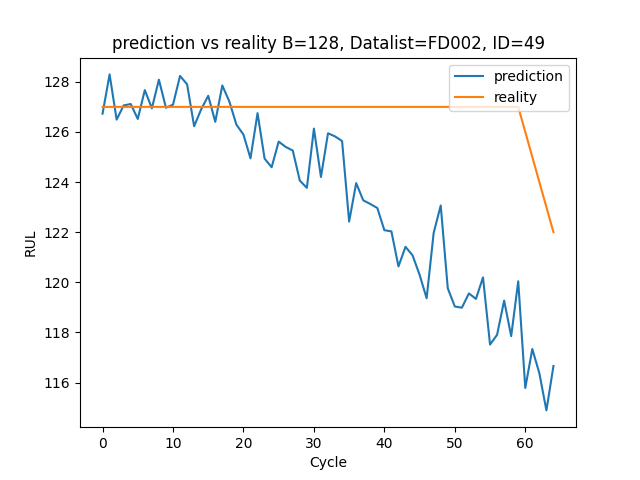 prediction vs reality B=128, Datalist=FD002, ID=49
prediction
reality
128
126
124
122
120
118
116
RUL
0 10 20 30 40 50 60
Cycle